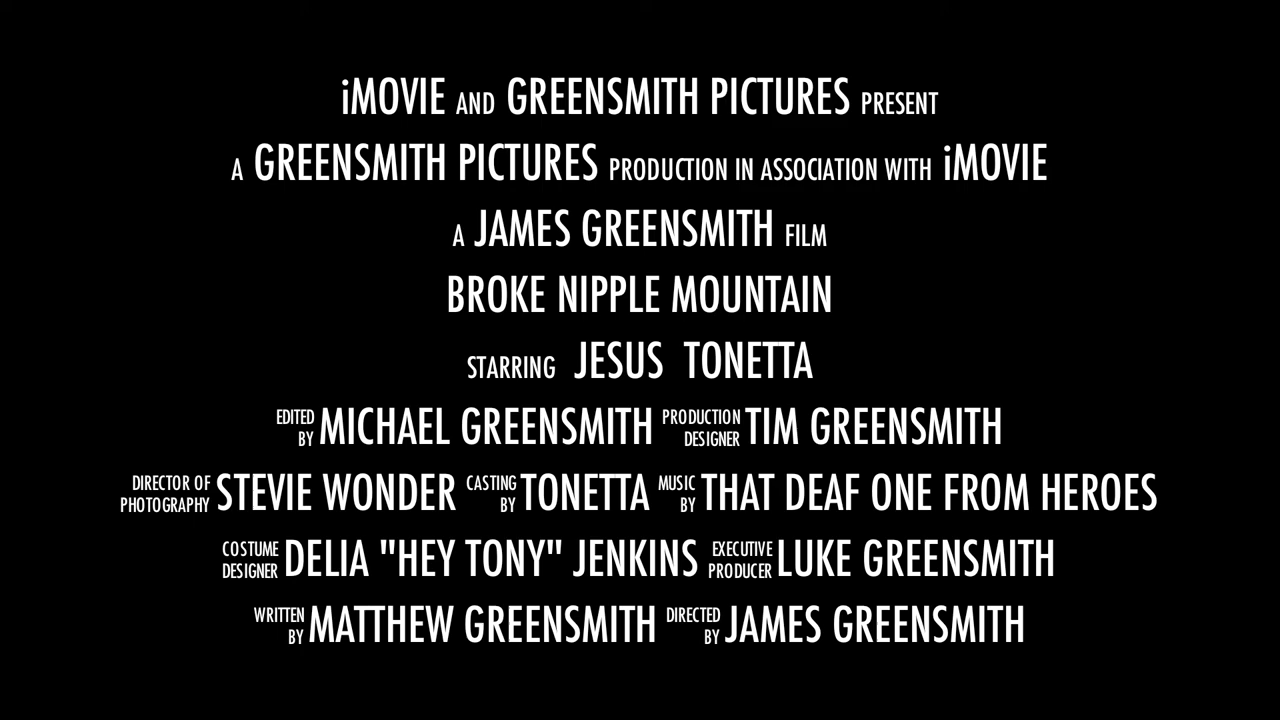 iMOVIE AND GREENSMITH PICTURES PRESENT
A GREENSMITH PICTURES PRODUCTION IN ASSOCIATION WITH iMOVIE
A JAMES GREENSMITH FILM
BROKE NIPPLE MOUNTAIN
STARRING JESUS TONETTA
EDITED BY MICHAEL GREENSMITH PRODUCTION DESIGNER TIM GREENSMITH
DIRECTOR OF PHOTOGRAPHY STEVIE WONDER CASTING BY TONETTA MUSIC BY THAT DEAF ONE FROM HEROES
COSTUME DESIGNER DELIA "HEY TONY" JENKINS EXECUTIVE PRODUCER LUKE GREENSMITH
WRITTEN BY MATTHEW GREENSMITH DIRECTED BY JAMES GREENSMITH